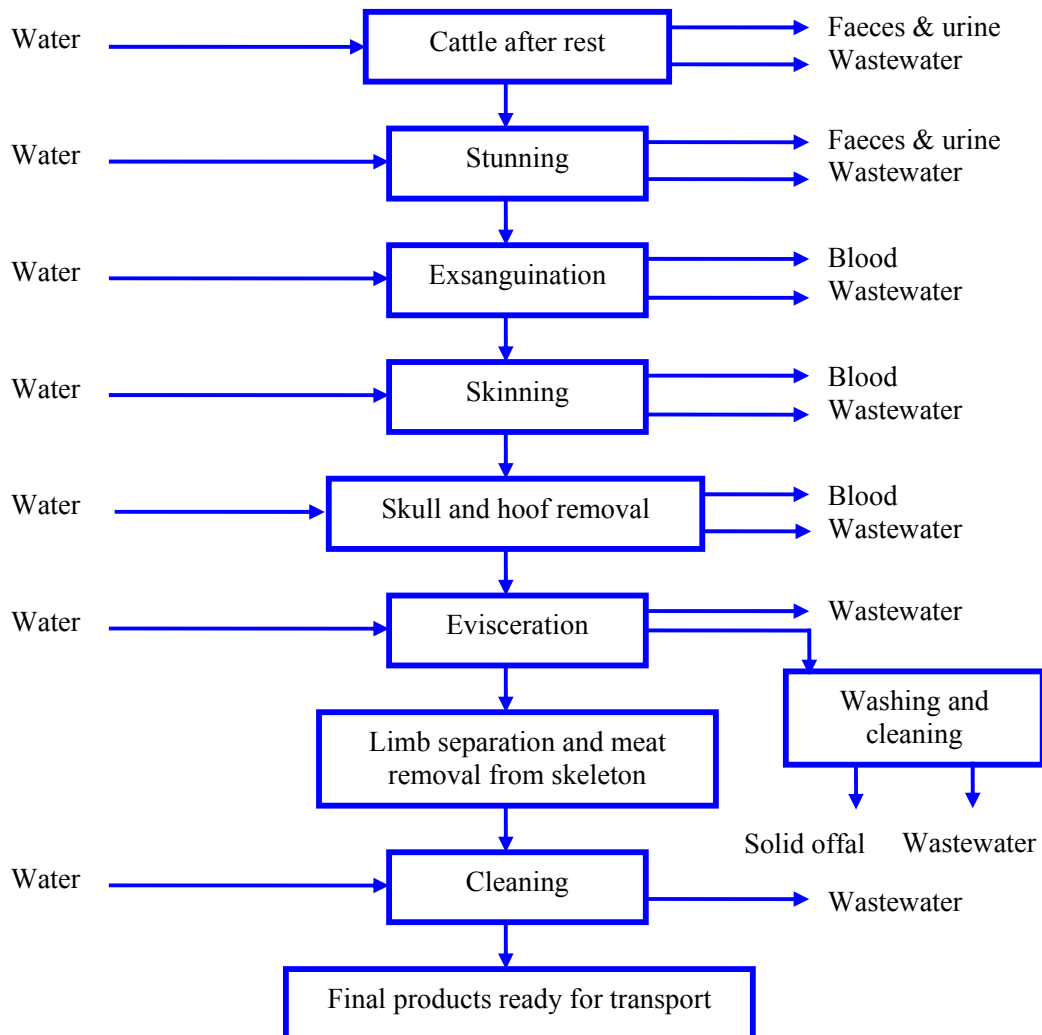 Water
Cattle after rest
Faeces & urine
Wastewater
Water
Stunning
Faeces & urine
Wastewater
Water
Exsanguination
Blood
Wastewater
Water
Skinning
Blood
Wastewater
Water
Skull and hoof removal
Blood
Wastewater
Water
Evisceration
Wastewater
Washing and
cleaning
Limb separation and meat
removal from skeleton
Solid offal
Wastewater
Water
Cleaning
Wastewater
Final products ready for transport